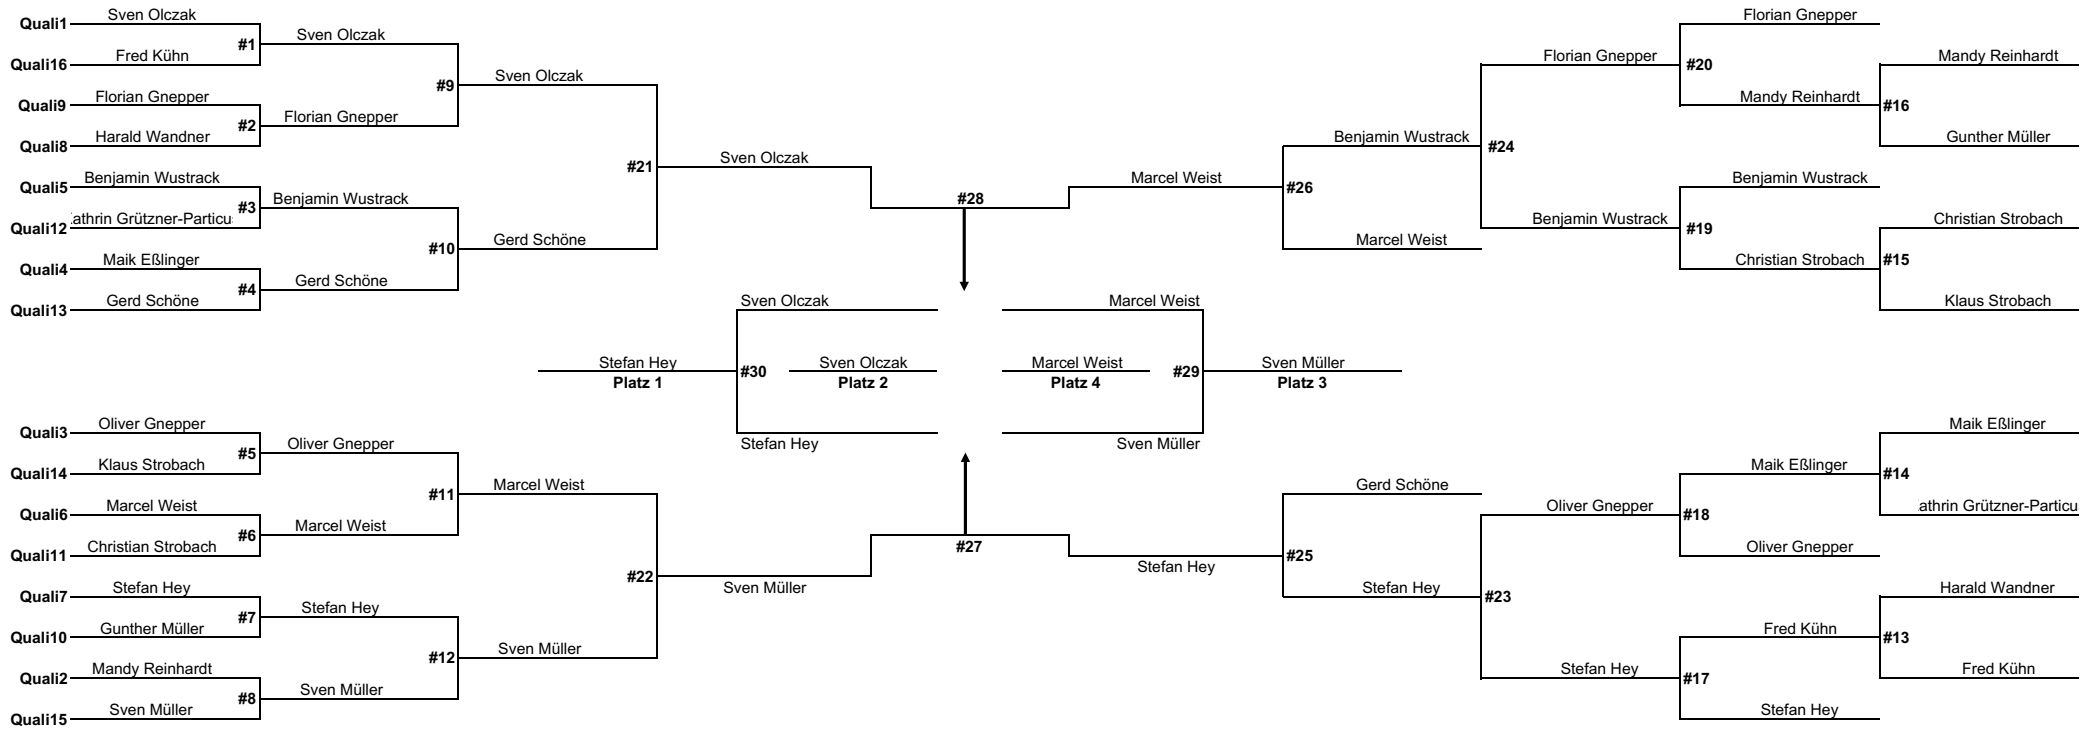 Quali1 Sven Olczak
#1 Sven Olczak
Quali16 Fred Kühn
#9 Sven Olczak
Quali9 Florian Gnepper
#2 Florian Gnepper
Quali8 Harald Wandner
#21 Sven Olczak
Quali5 Benjamin Wustrack
#3 Benjamin Wustrack
Quali12 athrin Grützner-Particu
#10 Gerd Schöne
Quali4 Maik Eßlinger
#4 Gerd Schöne
Quali13 Gerd Schöne
Quali3 Oliver Gnepper
#5 Oliver Gnepper
Quali14 Klaus Strobach
#11 Marcel Weist
Quali6 Marcel Weist
#6 Marcel Weist
Quali11 Christian Strobach
#22 Sven Müller
Quali7 Stefan Hey
#7 Stefan Hey
Quali10 Gunther Müller
#12 Sven Müller
Quali2 Mandy Reinhardt
#8 Sven Müller
Quali15 Sven Müller
#28
Sven Olczak
Stefan Hey
Platz 1
#30
Sven Olczak
Platz 2
Stefan Hey
Marcel Weist
Marcel Weist
Platz 4
#29
Sven Müller
Platz 3
Sven Müller
#27
Marcel Weist
#26
Benjamin Wustrack
Marcel Weist
#24
Florian Gnepper
Benjamin Wustrack
#20
Florian Gnepper
Mandy Reinhardt
#16
Mandy Reinhardt
Gunther Müller
#19
Benjamin Wustrack
Christian Strobach
#15
Christian Strobach
Klaus Strobach
Stefan Hey
#25
Gerd Schöne
Stefan Hey
#23
Oliver Gnepper
Stefan Hey
#18
Maik Eßlinger
Oliver Gnepper
#14
Maik Eßlinger
athrin Grützner-Particu
#17
Fred Kühn
Stefan Hey
#13
Harald Wandner
Fred Kühn